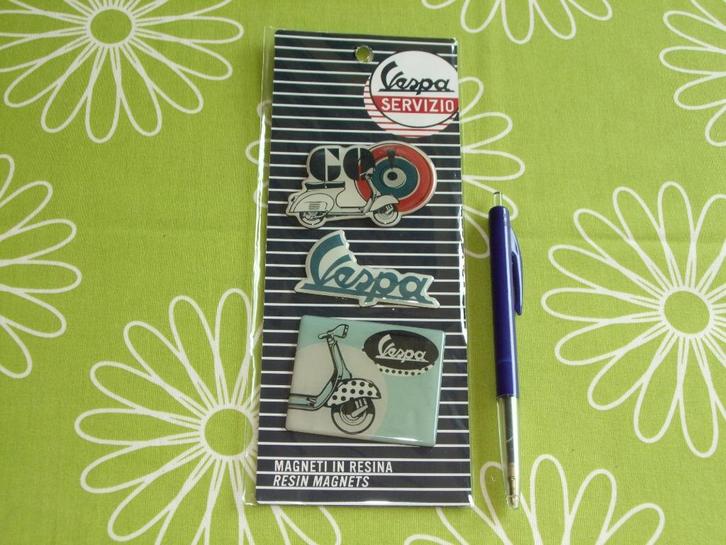 Vespa
SERVIZIO
GO!
Vespa
Vespa
MAGNETI IN RESINA
RESIN MAGNETS